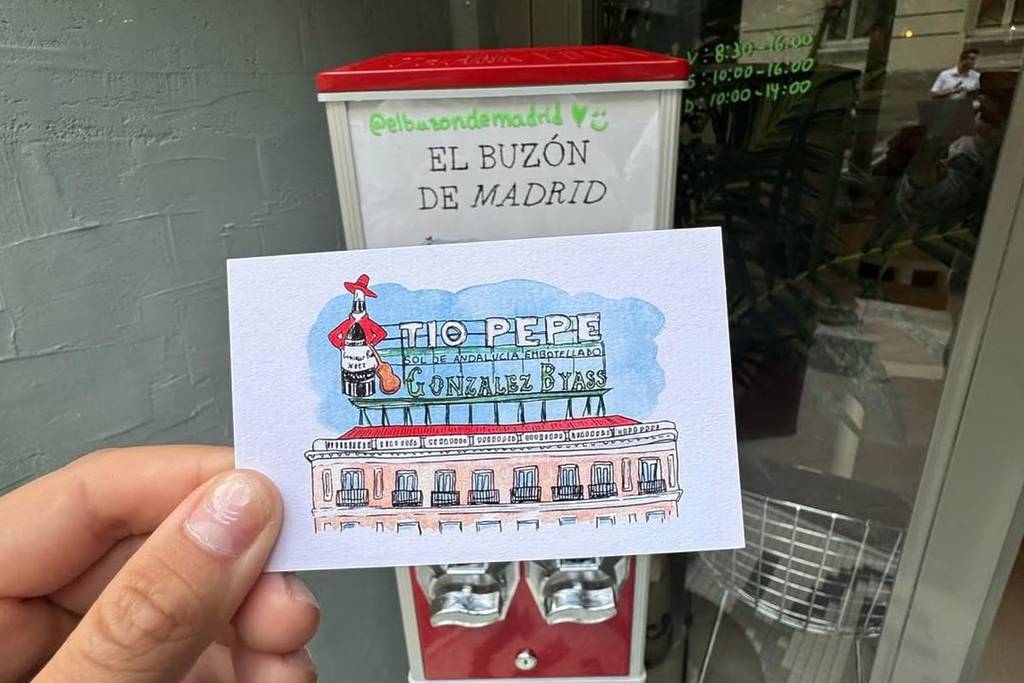 @elbuzondemadrid
EL BUZÓN
DE MADRID
V: 8:30-16:00
S: 10:00-16:00
D: 10:00-14:00
TIO PEPE
SOL DE ANDALUCIA EMBOTELLADO
GONZALEZ BYASS